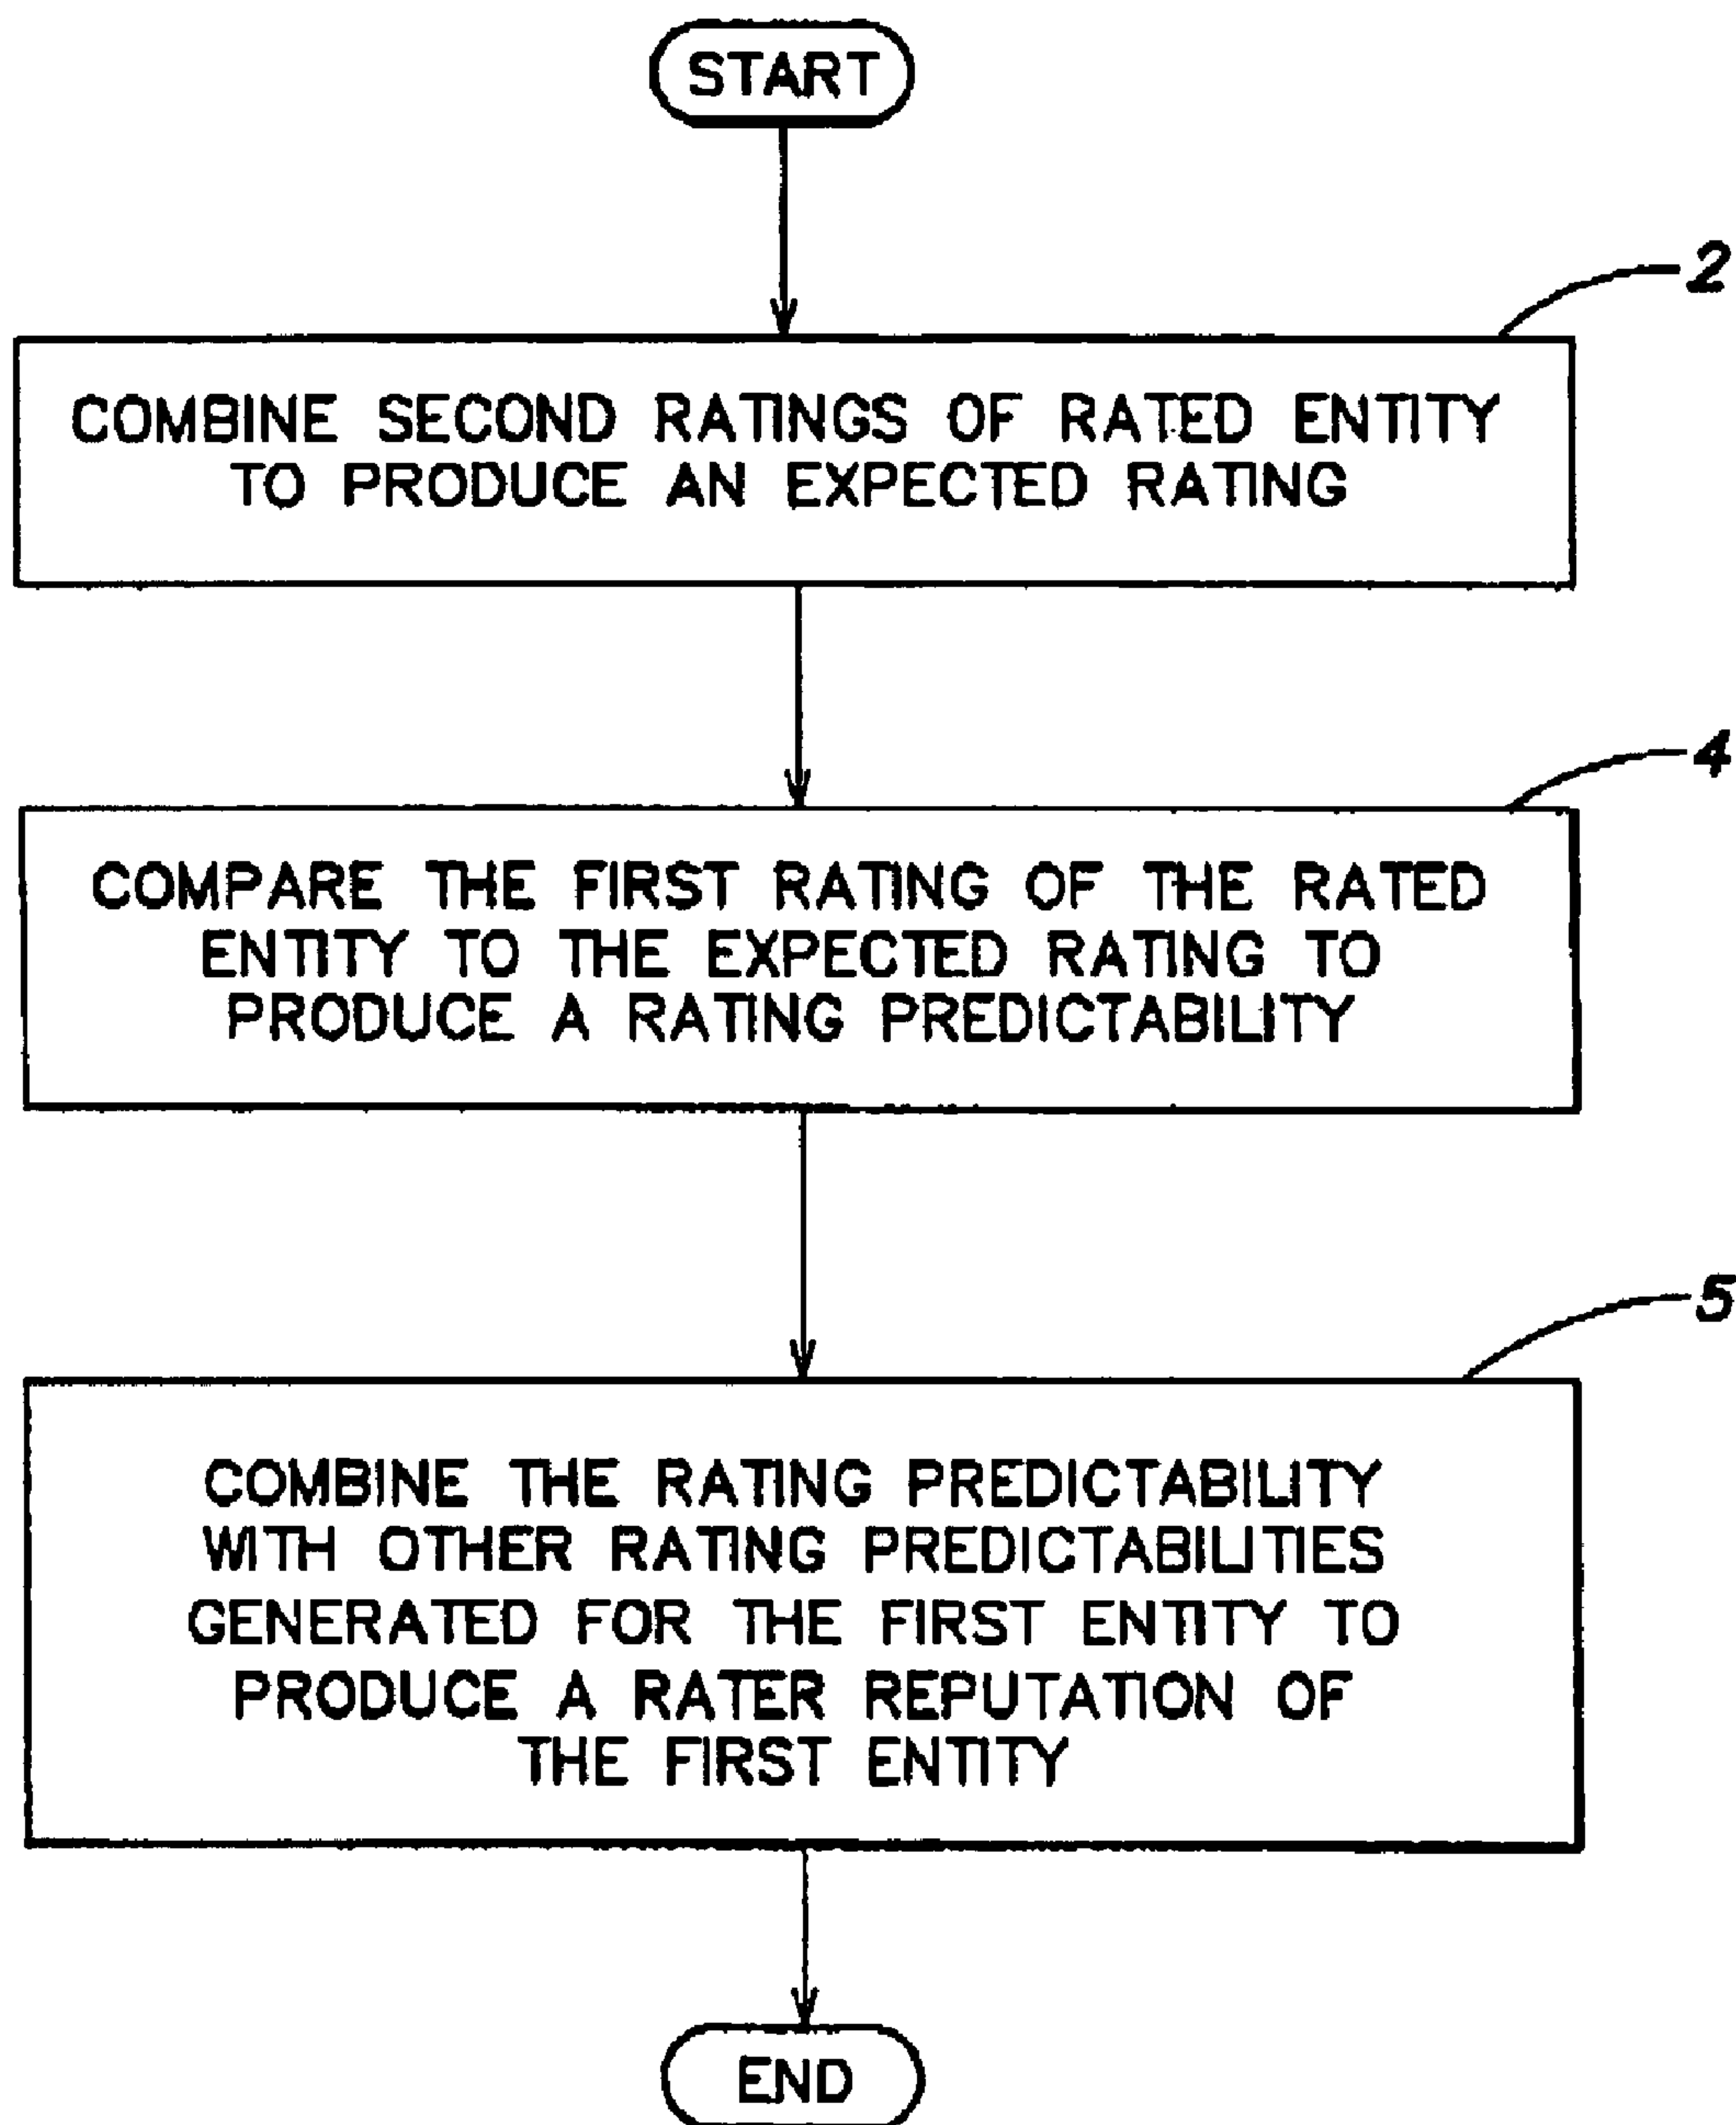 START
2
COMBINE SECOND RATINGS OF RATED ENTITY
TO PRODUCE AN EXPECTED RATING
4
COMPARE THE FIRST RATING OF THE RATED
ENTITY TO THE EXPECTED RATING TO
PRODUCE A RATING PREDICTABILITY
5
COMBINE THE RATING PREDICTABILITY
WITH OTHER RATING PREDICTABILITIES
GENERATED FOR THE FIRST ENTITY TO
PRODUCE A RATER REPUTATION OF
THE FIRST ENTITY
END